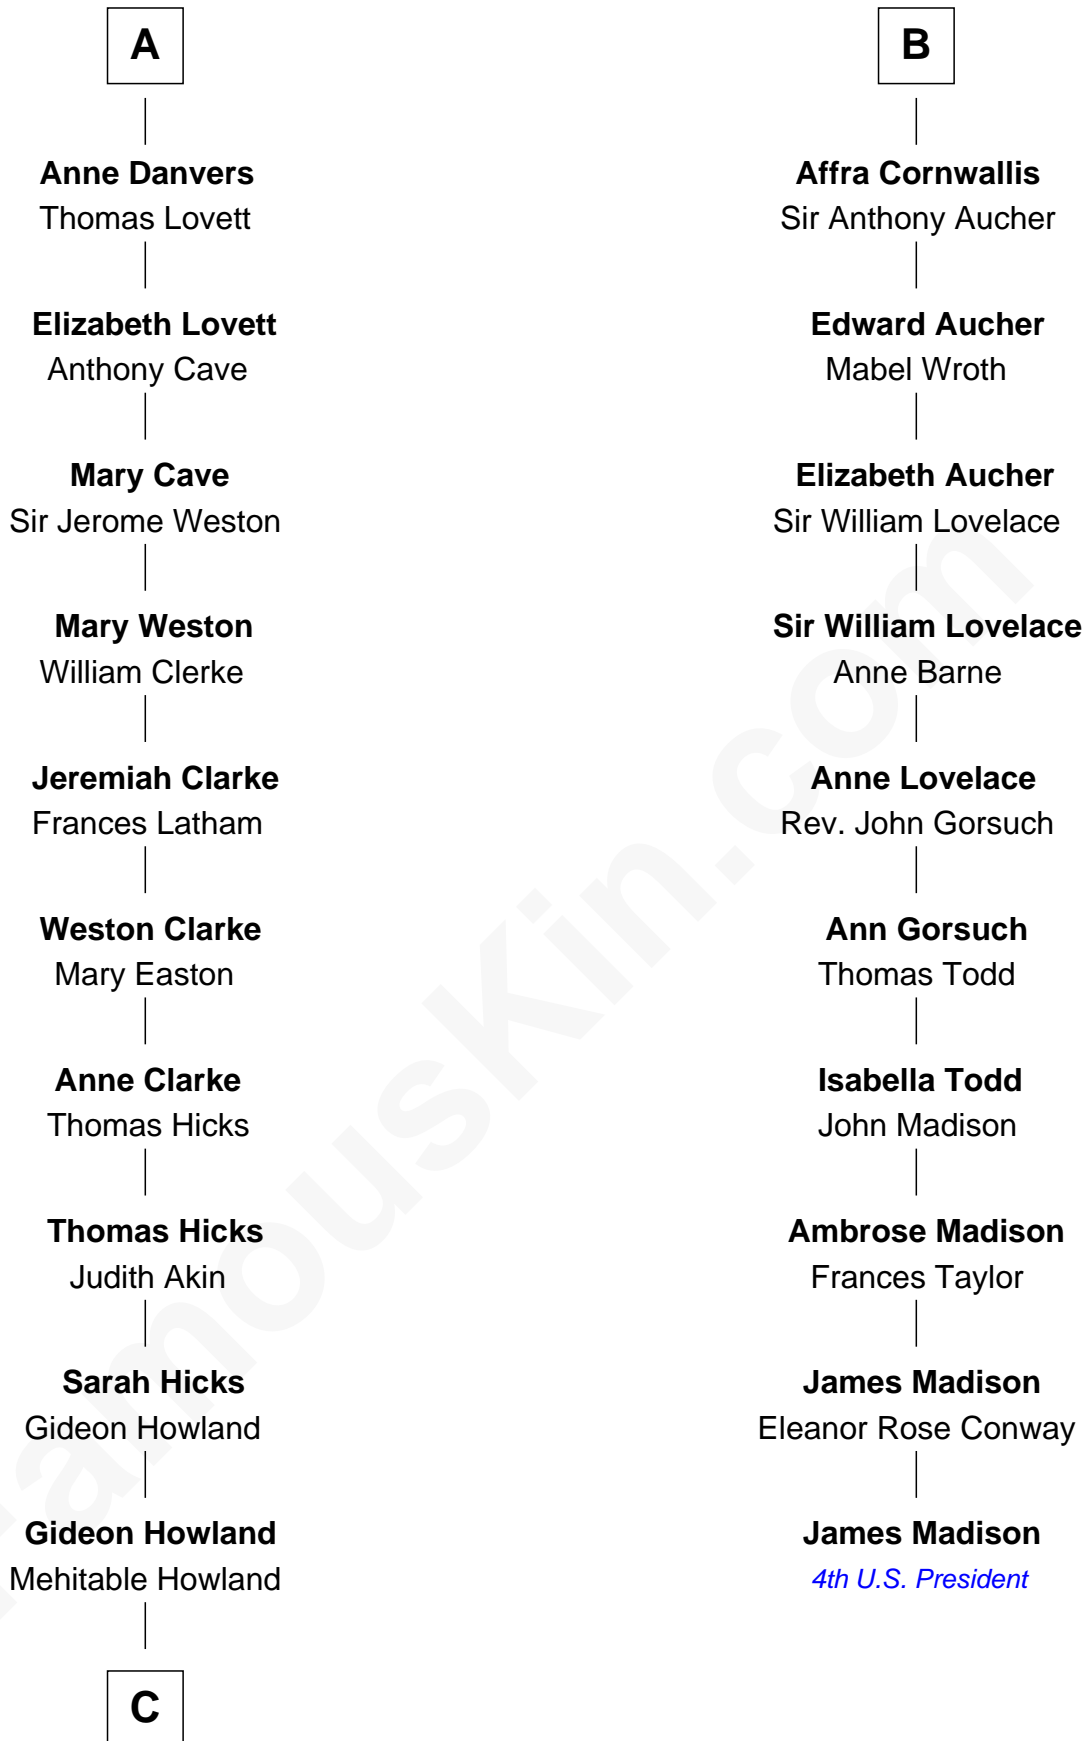 A
Anne Danvers
Thomas Lovett
Elizabeth Lovett
Anthony Cave
Mary Cave
Sir Jerome Weston
Mary Weston
William Clerke
Jeremiah Clarke
Frances Latham
Weston Clarke
Mary Easton
Anne Clarke
Thomas Hicks
Thomas Hicks
Judith Akin
Sarah Hicks
Gideon Howland
Gideon Howland
Mehitable Howland
C
B
Affra Cornwallis
Sir Anthony Aucher
Edward Aucher
Mabel Wroth
Elizabeth Aucher
Sir William Lovelace
Sir William Lovelace
Anne Barne
Anne Lovelace
Rev. John Gorsuch
Ann Gorsuch
Thomas Todd
Isabella Todd
John Madison
Ambrose Madison
Frances Taylor
James Madison
Eleanor Rose Conway
James Madison
4th U.S. President
FamousKin.com